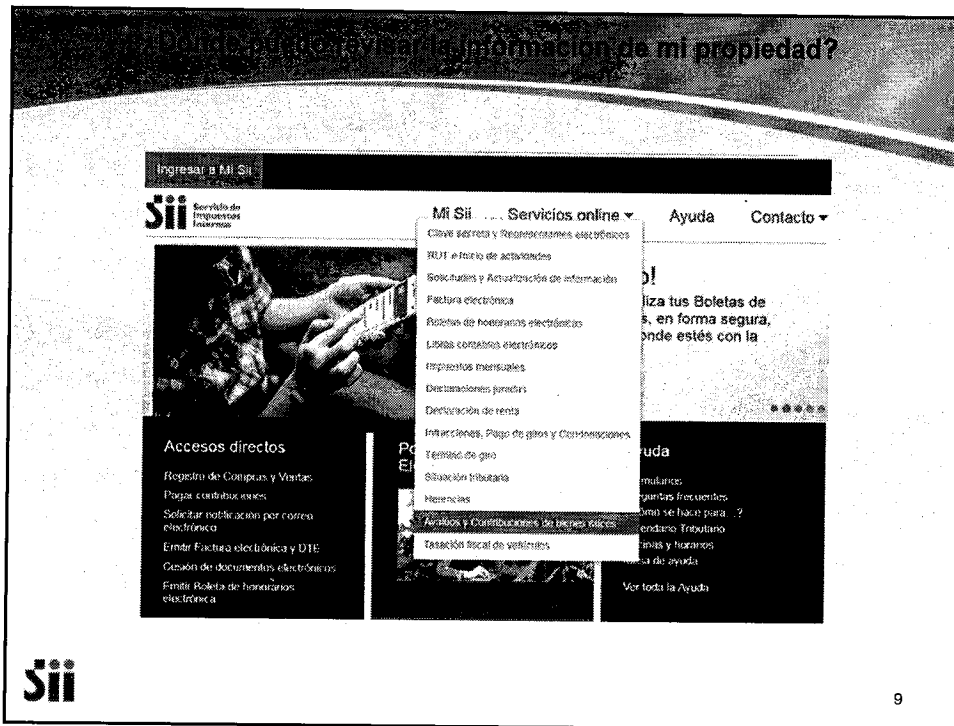 ¿Dónde puedo revisar la información de mi propiedad?
Ingresar a Mi Sii
Sii Servicio de
Impuestos
Internos
Mi Sii Servicios online Ayuda Contacto
Clave secreta y Representantes electrónicos
RUT e Inicio de actividades
Solicitudes y Actualización de información
Factura electrónica
Boletas de honorarios electrónicas
Libros contables electrónicos
Impuestos mensuales
Declaraciones juradas
Declaración de renta
Infracciones, Pago de giros y Condonaciones
Término de giro
Situación tributaria
Herencias
Avalúos y Contribuciones de bienes raíces
Tasación fiscal de vehículos
o!
liza tus Boletas de
s, en forma segura,
onde estés con la
Accesos directos
Registro de Compras y Ventas
Pagar contribuciones
Solicitar notificación por correo
electrónico
Emitir Factura electrónica y DTE
Cesión de documentos electrónicos
Emitir Boleta de honorarios
electrónica
Po
El
yuda
rmularios
eguntas frecuentes
ómo se hace para...?
lendario Tributario
cinas y horarios
esa de ayuda
Ver toda la Ayuda
Sii
9